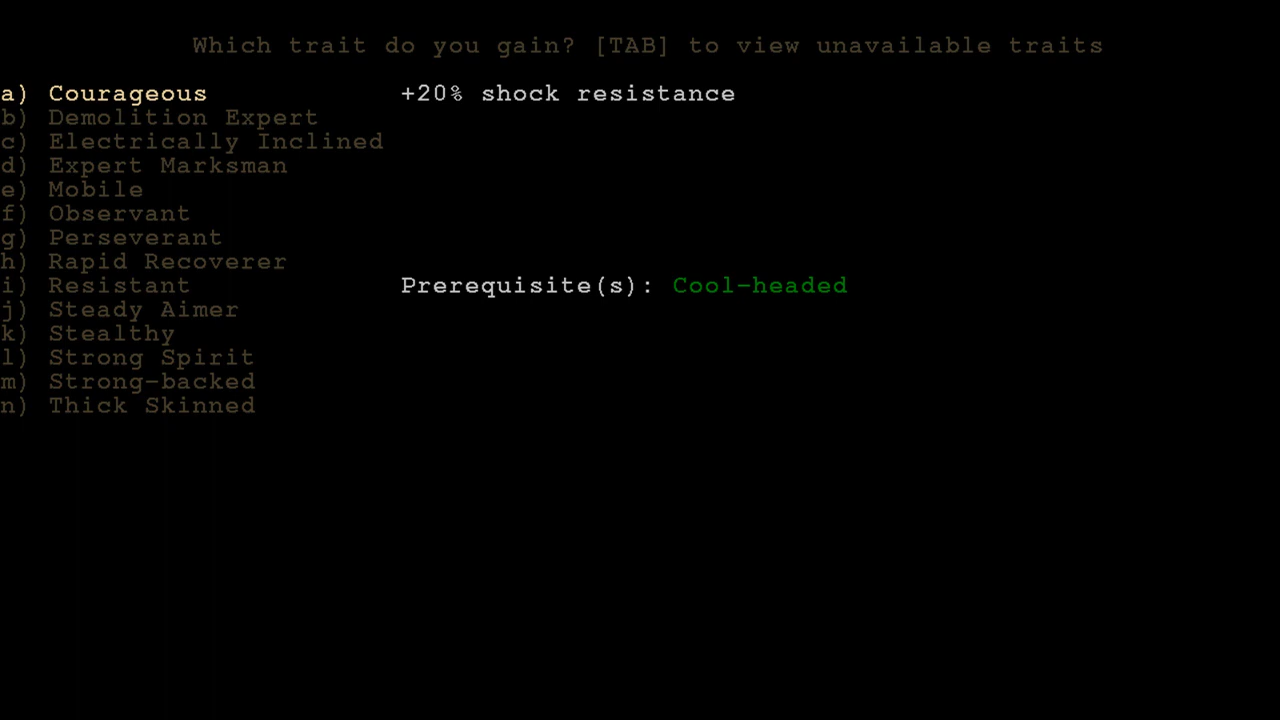 Which trait do you gain? [TAB] to view unavailable traits
a) Courageous +20% shock resistance
b) Demolition Expert
c) Electrically Inclined
d) Expert Marksman
e) Mobile
f) Observant
g) Perseverant
h) Rapid Recoverer
i) Resistant Prerequisite(s): Cool-headed
j) Steady Aimer
k) Stealthy
l) Strong Spirit
m) Strong-backed
n) Thick Skinned